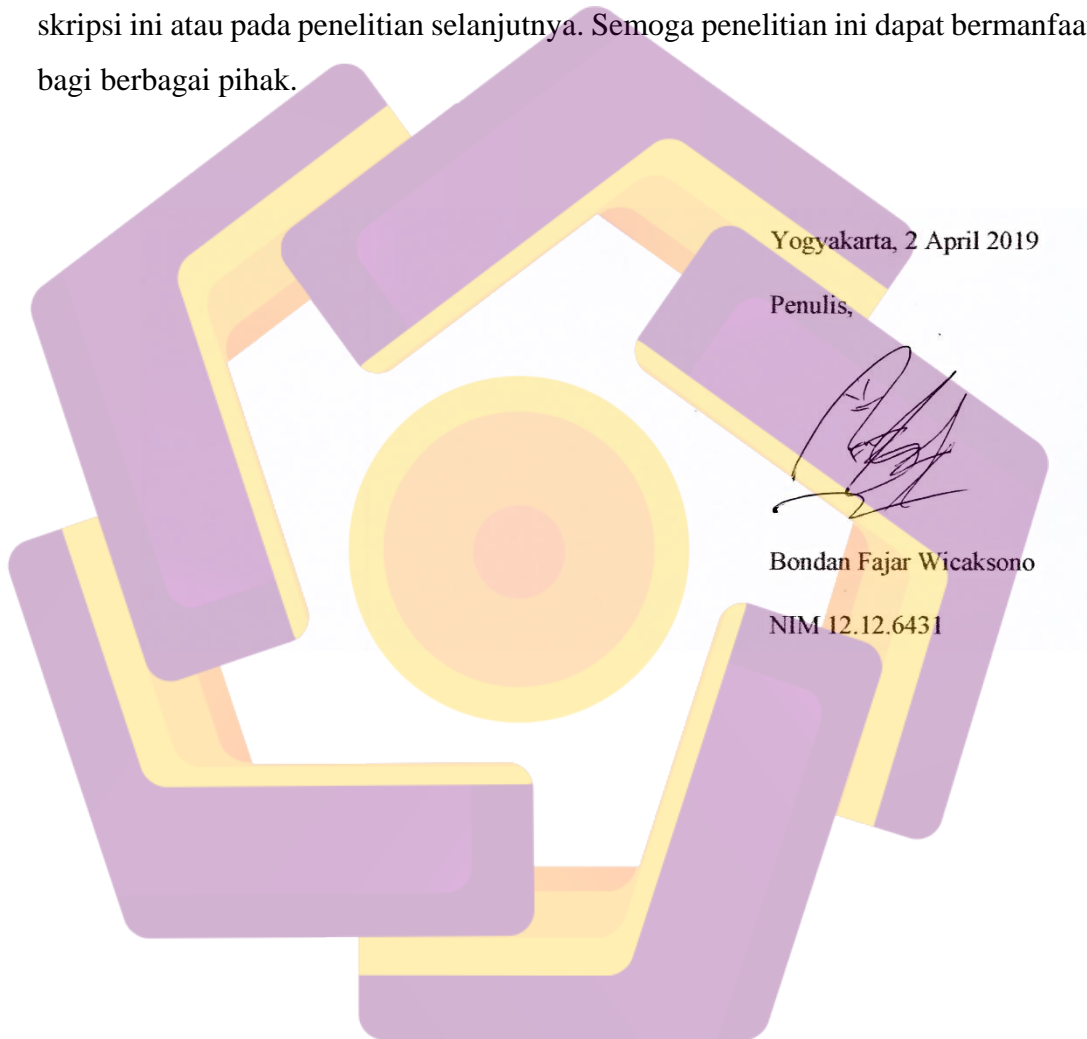 skripsi ini atau pada penelitian selanjutnya. Semoga penelitian ini dapat bermanfaa
bagi berbagai pihak.
Yogyakarta, 2 April 2019
Penulis,
Bondan Fajar Wicaksono
NIM 12.12.6431